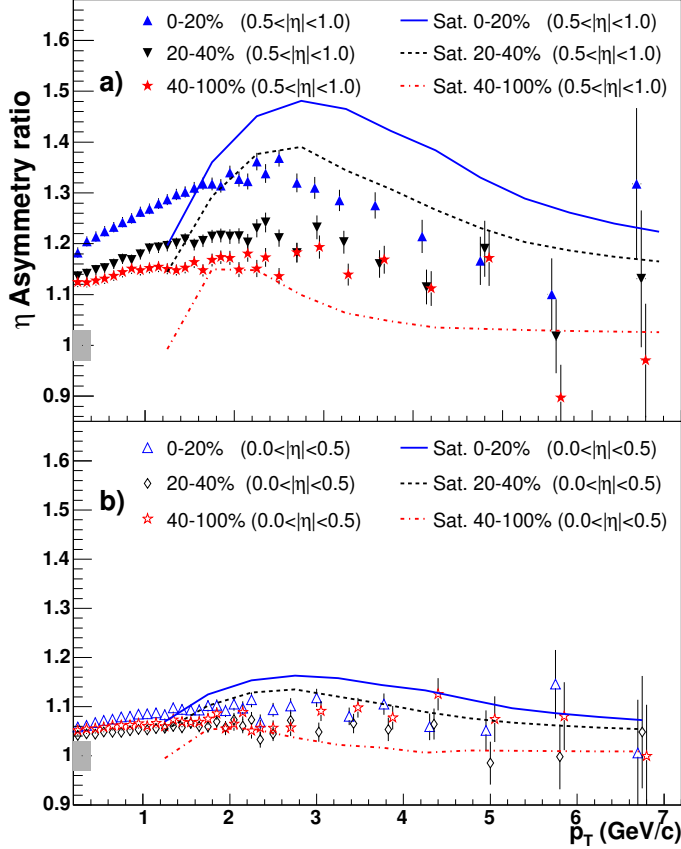 0-20% (0.5<|η|<1.0) Sat. 0-20% (0.5<|η|<1.0)
20-40% (0.5<|η|<1.0) Sat. 20-40% (0.5<|η|<1.0)
40-100% (0.5<|η|<1.0) Sat. 40-100% (0.5<|η|<1.0)
a)
η Asymmetry ratio
1.6
1.5
1.4
1.3
1.2
1.1
1
0.9
0-20% (0.0<|η|<0.5) Sat. 0-20% (0.0<|η|<0.5)
20-40% (0.0<|η|<0.5) Sat. 20-40% (0.0<|η|<0.5)
40-100% (0.0<|η|<0.5) Sat. 40-100% (0.0<|η|<0.5)
b)
1.6
1.5
1.4
1.3
1.2
1.1
1
0.9
1 2 3 4 5 6 7
p_T (GeV/c)